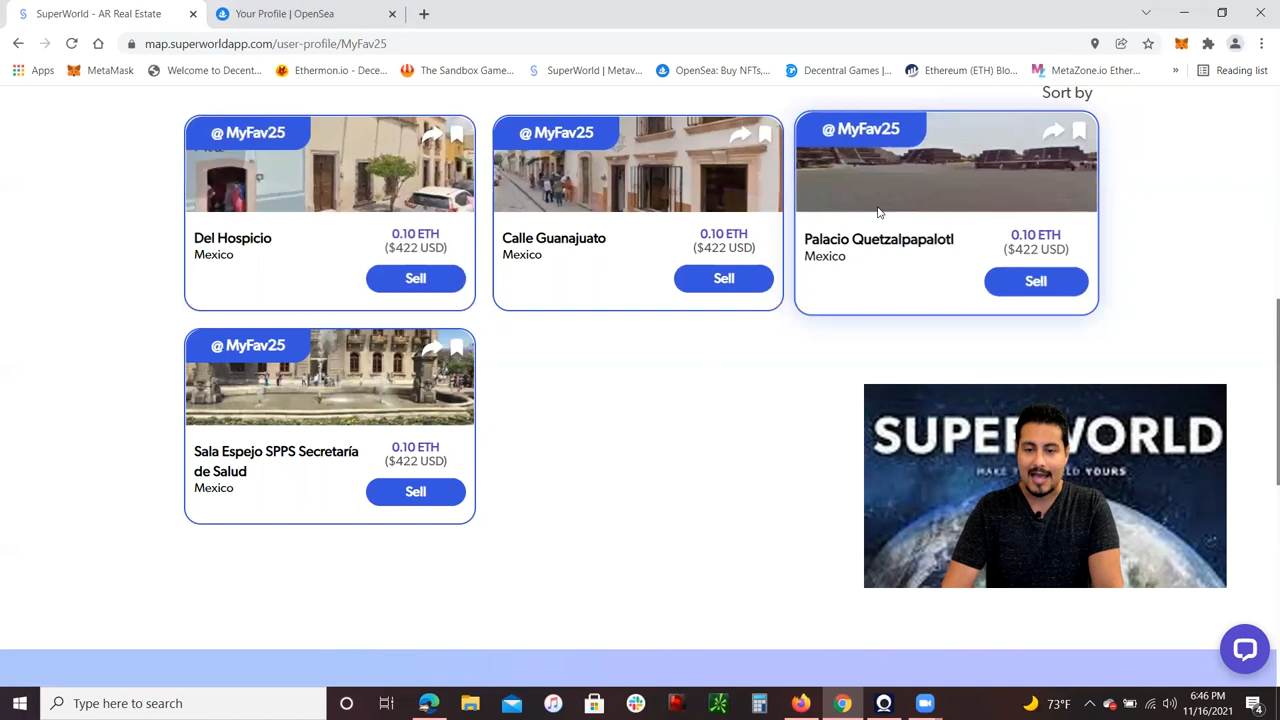 SuperWorld - AR Real Estate
Your Profile | OpenSea
map.superworldapp.com/user-profile/MyFav25
Apps
MetaMask
Welcome to Decent...
Ethermon.io - Dece...
The Sandbox Game...
SuperWorld | Metav...
OpenSea: Buy NFTs,...
Decentral Games |...
Ethereum (ETH) Blo...
MetaZone.io Ether...
»
Reading list
Sort by
@ MyFav25
Del Hospicio
Mexico
0.10 ETH
($422 USD)
Sell
@ MyFav25
Calle Guanajuato
Mexico
0.10 ETH
($422 USD)
Sell
@ MyFav25
Palacio Quetzalpapalotl
Mexico
0.10 ETH
($422 USD)
Sell
@ MyFav25
Sala Espejo SPPS Secretaría
de Salud
Mexico
0.10 ETH
($422 USD)
Sell
Type here to search
73°F
6:46 PM
11/16/2021
4